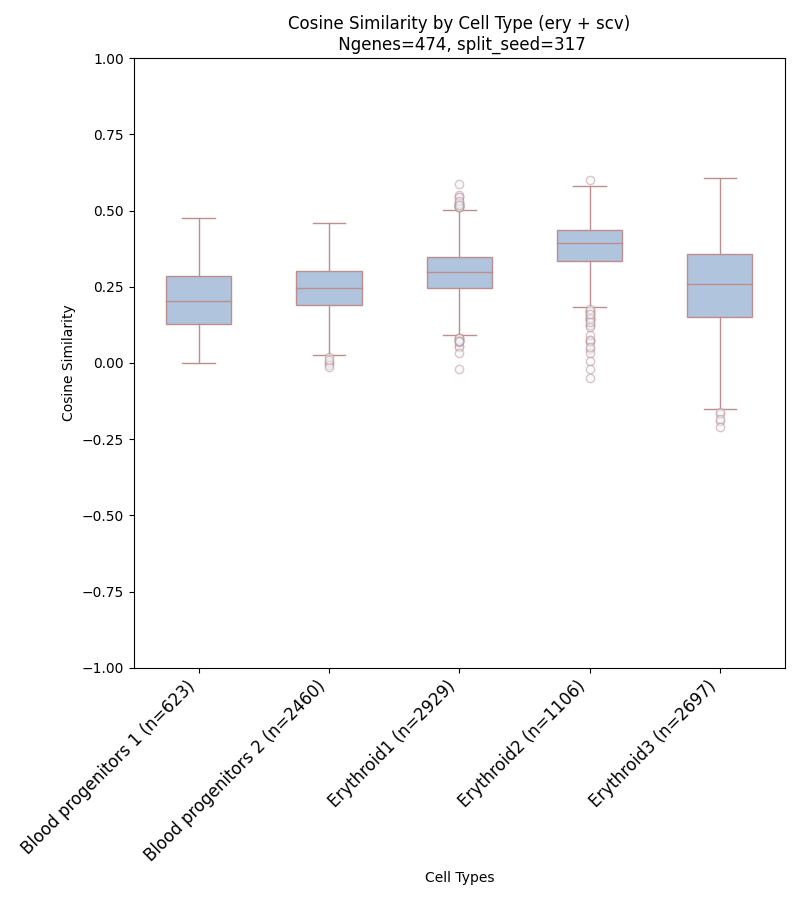 Cosine Similarity by Cell Type (ery + scv)
Ngenes=474, split_seed=317
1.00
0.75
0.50
0.25
0.00
−0.25
−0.50
−0.75
−1.00
Cosine Similarity
Blood progenitors 1 (n=623)
Blood progenitors 2 (n=2460)
Erythroid1 (n=2929)
Erythroid2 (n=1106)
Erythroid3 (n=2697)
Cell Types